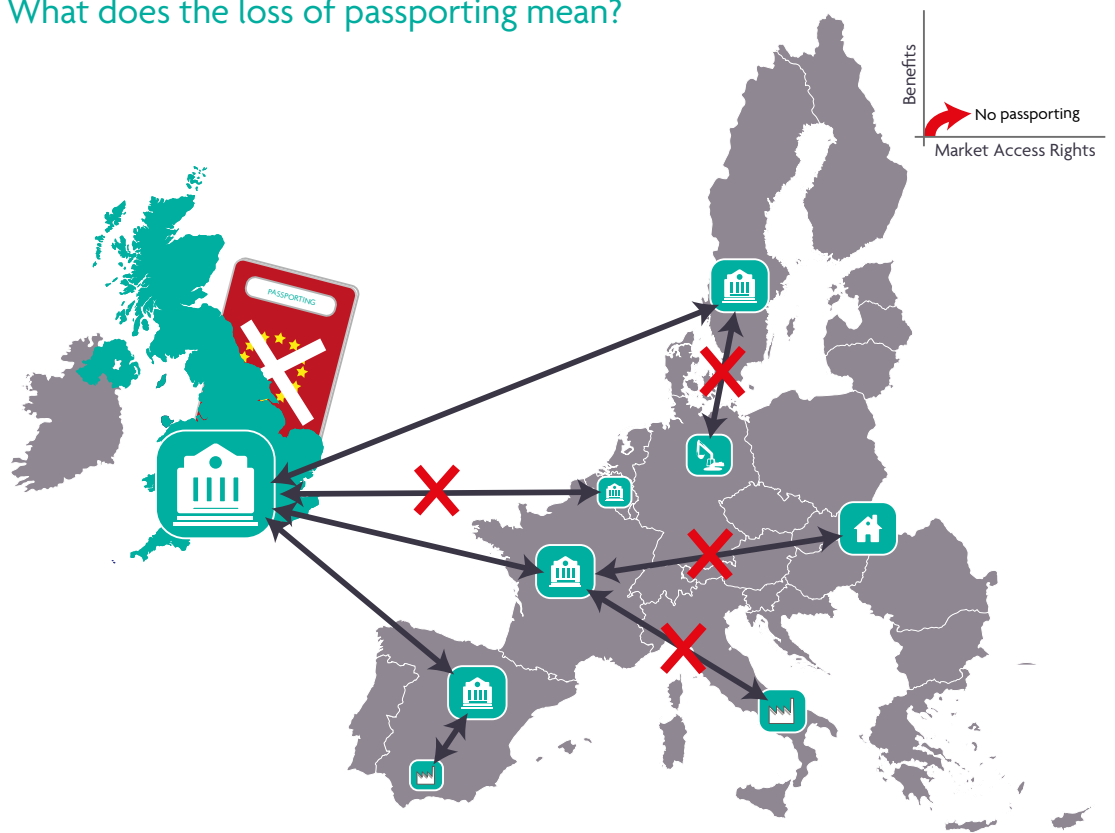 What does the loss of passporting mean?
Benefits
No passporting
Market Access Rights
PASSPORTING